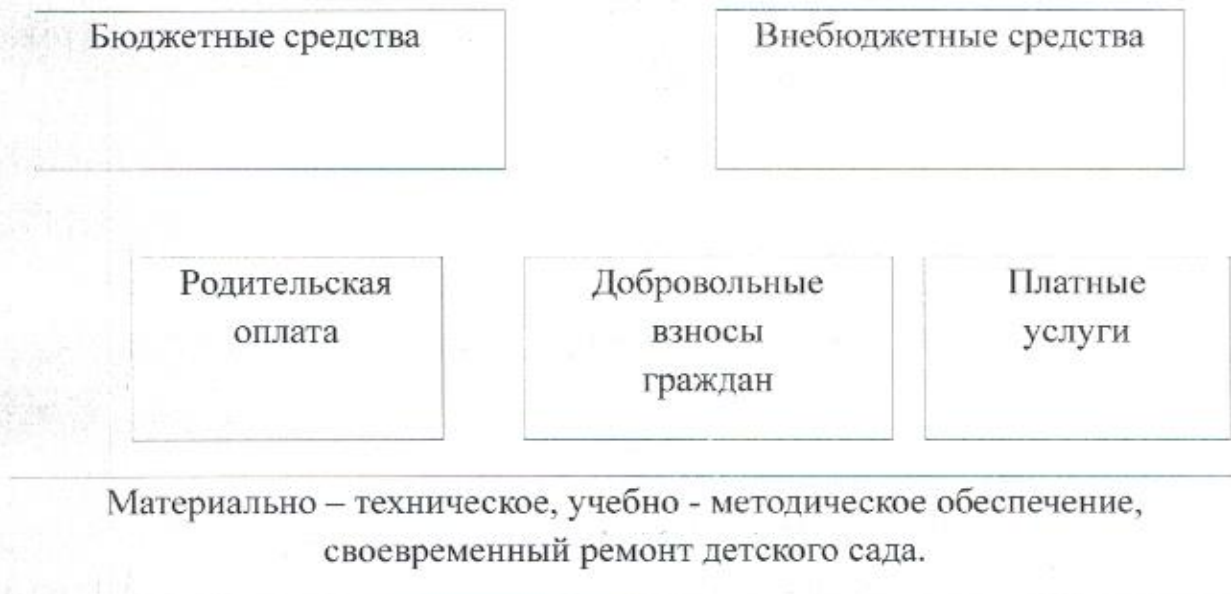 Бюджетные средства
Внебюджетные средства
Родительская
оплата
Добровольные
взносы
граждан
Платные
услуги
Материально – техническое, учебно - методическое обеспечение,
своевременный ремонт детского сада.